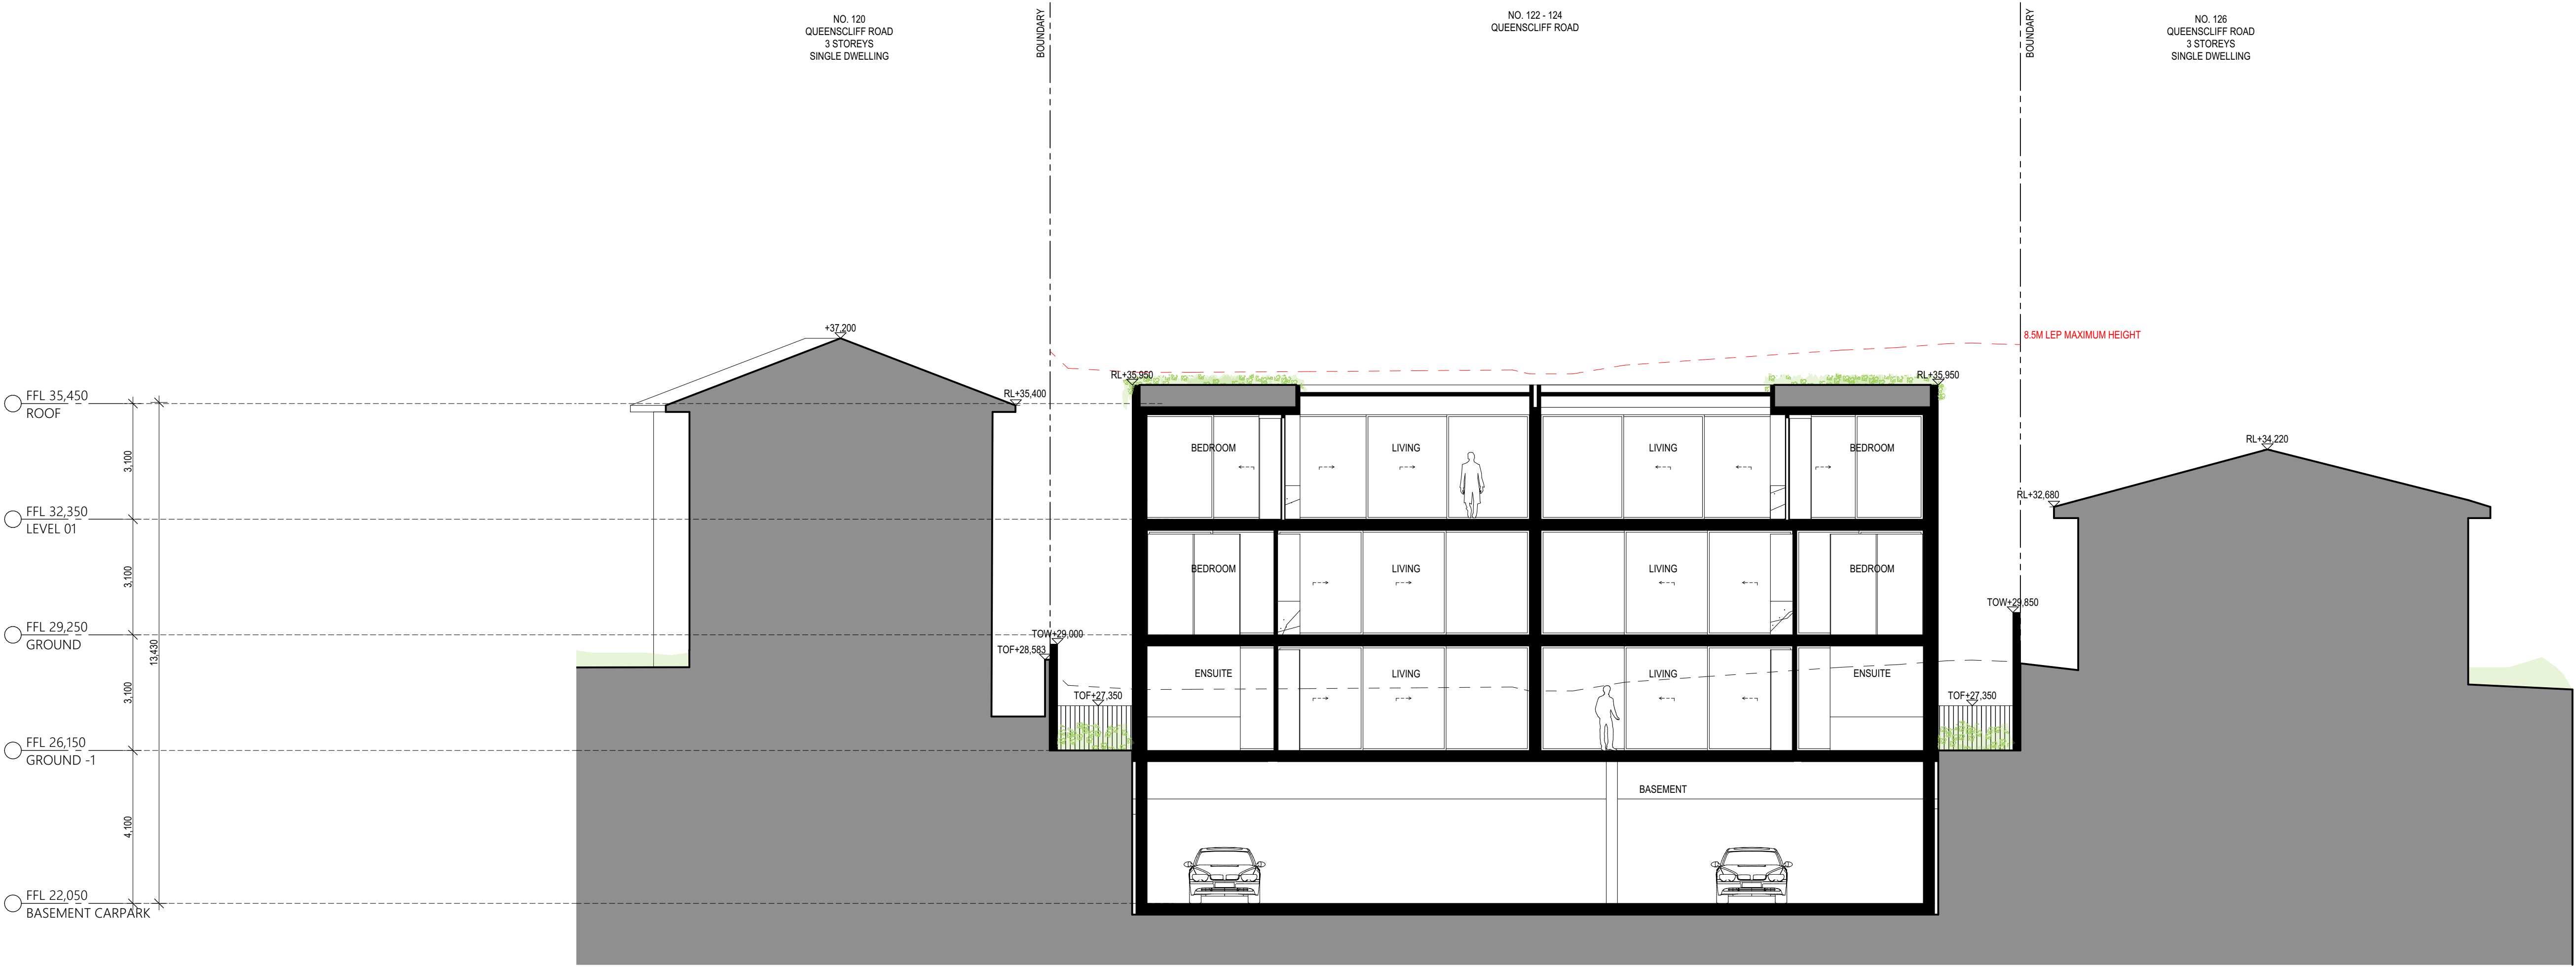 NO. 120
QUEENSCLIFF ROAD
3 STOREYS
SINGLE DWELLING
BOUNDARY
NO. 122 - 124
QUEENSCLIFF ROAD
BOUNDARY
NO. 126
QUEENSCLIFF ROAD
3 STOREYS
SINGLE DWELLING
+37,200
8.5M LEP MAXIMUM HEIGHT
RL+35,950
RL+35,950
RL+35,400
FFL 35,450
ROOF
RL+34,220
BEDROOM
LIVING
LIVING
BEDROOM
3,100
RL+32,680
FFL 32,350
LEVEL 01
BEDROOM
LIVING
LIVING
BEDROOM
3,100
TOW+29,850
FFL 29,250
GROUND
TOW+29,000
TOF+28,583
13,430
ENSUITE
LIVING
LIVING
ENSUITE
3,100
TOF+27,350
TOF+27,350
FFL 26,150
GROUND -1
BASEMENT
4,100
FFL 22,050
BASEMENT CARPARK